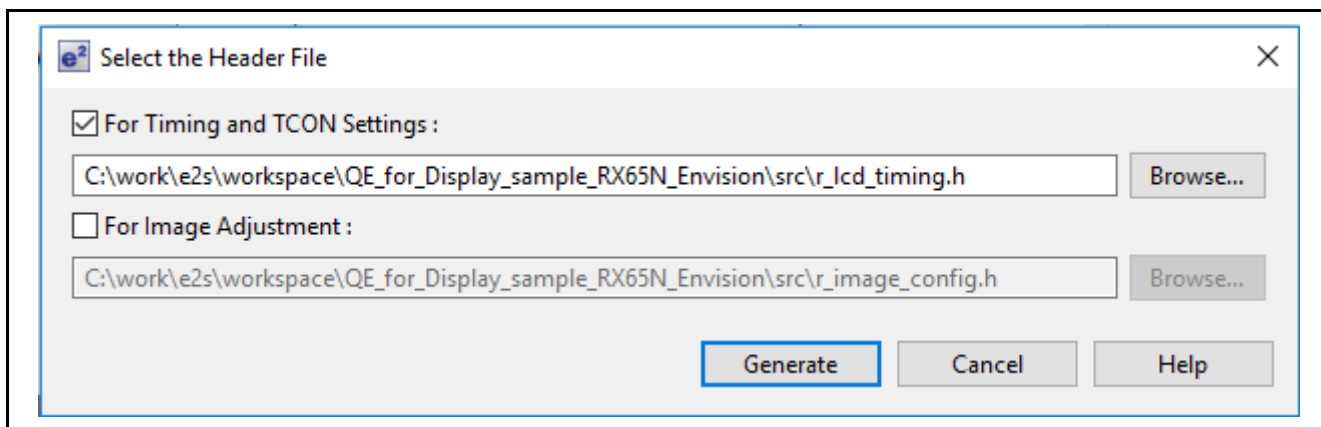 e² Select the Header File
For Timing and TCON Settings :
C:\work\e2s\workspace\QE_for_Display_sample_RX65N_Envision\src\r_lcd_timing.h Browse...
For Image Adjustment :
C:\work\e2s\workspace\QE_for_Display_sample_RX65N_Envision\src\r_image_config.h Browse...
Generate Cancel Help